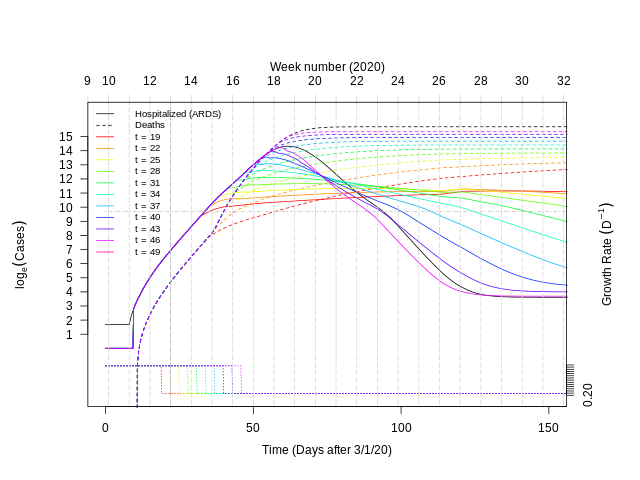 Week number (2020)
9 10 12 14 16 18 20 22 24 26 27 28 30 32
Hospitalized (ARDS)
Deaths
t = 19
t = 22
t = 25
t = 28
t = 31
t = 34
t = 37
t = 40
t = 43
t = 46
t = 49
15
14
13
12
11
10
9
8
7
6
5
4
3
2
1
logₑ(Cases)
Growth Rate (D⁻¹)
0.20
0 50 100 150
Time (Days after 3/1/20)